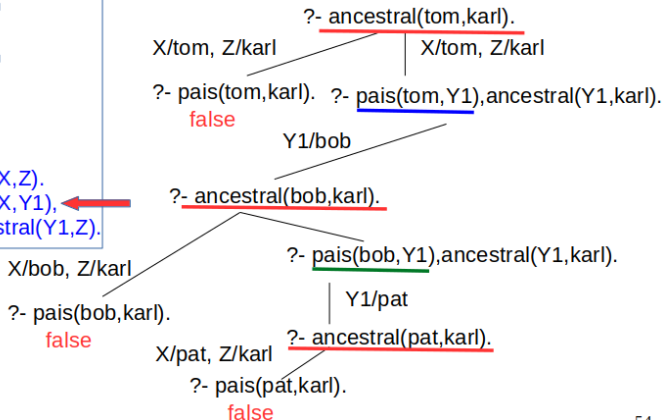 ?- ancestral(tom,karl).
X/tom, Z/karl
X/tom, Z/karl
?- pais(tom,karl).
?- pais(tom,Y1),ancestral(Y1,karl).
false
Y1/bob
X,Z).
X,Y1),
?- ancestral(bob,karl).
stral(Y1,Z).
?- pais(bob,Y1),ancestral(Y1,karl).
X/bob, Z/karl
Y1/pat
?- pais(bob,karl).
false
?- ancestral(pat,karl).
X/pat, Z/karl
?- pais(pat,karl).
false